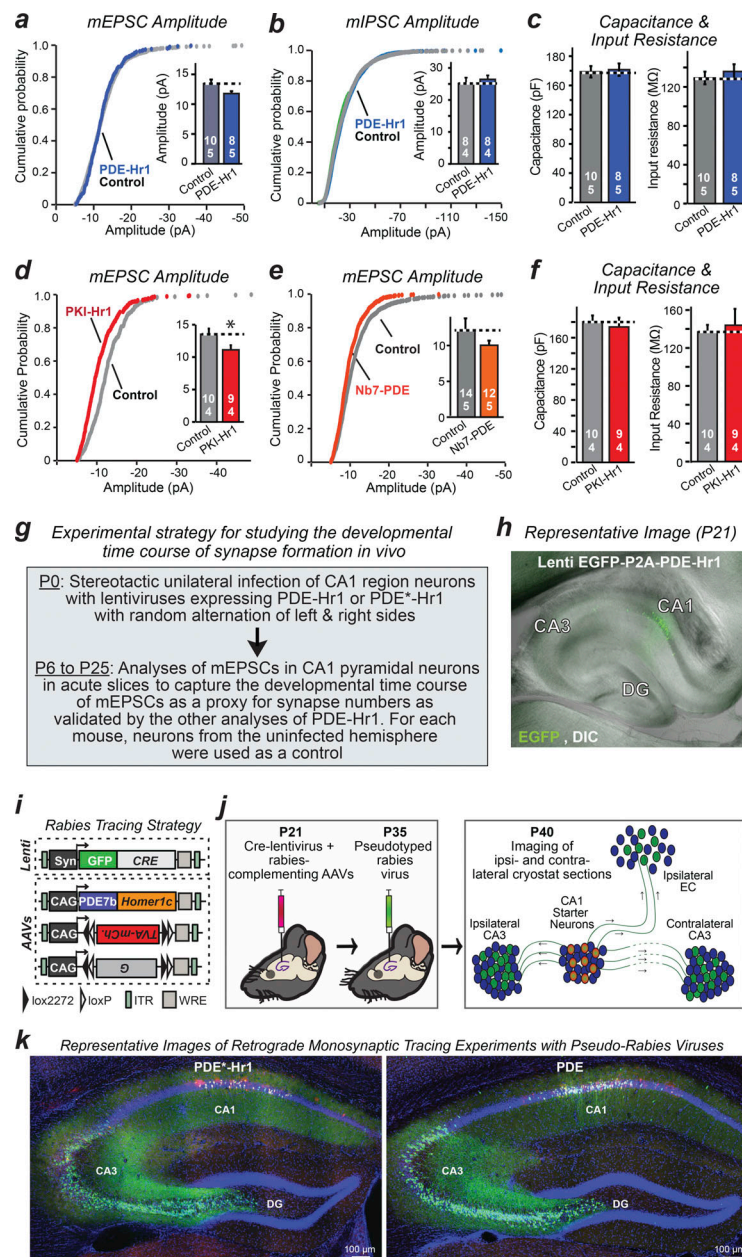 a
mEPSC Amplitude
Cumulative probability
1.0
0.8
0.6
0.4
0.2
0
-10
-20
-30
-40
-50
Amplitude (pA)
PDE-Hr1
Control
Amplitude (pA)
15
10
5
0
10
5
8
5
Control
PDE-Hr1
b
mIPSC Amplitude
Cumulative probability
1.0
0.8
0.6
0.4
0.2
0
-30
-70
-110
-150
Amplitude (pA)
PDE-Hr1
Control
Amplitude (pA)
30
25
20
15
10
5
0
8
4
8
4
Control
PDE-Hr1
c
Capacitance &
Input Resistance
Capacitance (pF)
160
120
80
40
0
10
5
8
5
Control
PDE-Hr1
Input resistance (MΩ)
120
80
40
0
10
5
8
5
Control
PDE-Hr1
d
mEPSC Amplitude
Cumulative Probability
1.0
0.8
0.6
0.4
0.2
0
-10
-20
-30
-40
Amplitude (pA)
PKI-Hr1
Control
Amplitude (pA)
15
10
5
0
*
10
4
9
4
Control
PKI-Hr1
e
mEPSC Amplitude
Cumulative Probability
1.0
0.8
0.6
0.4
0.2
0
-10
-20
-30
-40
-50
Amplitude (pA)
Control
Nb7-PDE
Amplitude (pA)
12
8
4
0
14
5
12
5
Control
Nb7-PDE
f
Capacitance &
Input Resistance
Capacitance (pF)
200
160
120
80
40
0
10
4
9
4
Control
PKI-Hr1
Input Resistance (MΩ)
160
120
80
40
0
10
4
9
4
Control
PKI-Hr1
g
Experimental strategy for studying the developmental
time course of synapse formation in vivo
P0: Stereotactic unilateral infection of CA1 region neurons
with lentiviruses expressing PDE-Hr1 or PDE*-Hr1
with random alternation of left & right sides
P6 to P25: Analyses of mEPSCs in CA1 pyramidal neurons
in acute slices to capture the developmental time course
of mEPSCs as a proxy for synapse numbers as
validated by the other analyses of PDE-Hr1. For each
mouse, neurons from the uninfected hemisphere
were used as a control
h
Representative Image (P21)
Lenti EGFP-P2A-PDE-Hr1
CA1
CA3
DG
EGFP , DIC
i
Rabies Tracing Strategy
Lenti
Syn
GFP
CRE
AAVs
CAG
PDE7b
Homer1c
CAG
TVA-mCh.
CAG
G
lox2272
loxP
ITR
WRE
j
P21
Cre-lentivirus +
rabies-
complementing AAVs
P35
Pseudotyped
rabies
virus
P40
Imaging of
ipsi- and contra-
lateral cryostat sections
Ipsilateral
EC
CA1
Starter
Neurons
Ipsilateral
CA3
Contralateral
CA3
k
Representative Images of Retrograde Monosynaptic Tracing Experiments with Pseudo-Rabies Viruses
PDE*-Hr1
CA1
CA3
DG
100 µm
PDE
CA1
CA3
DG
100 µm